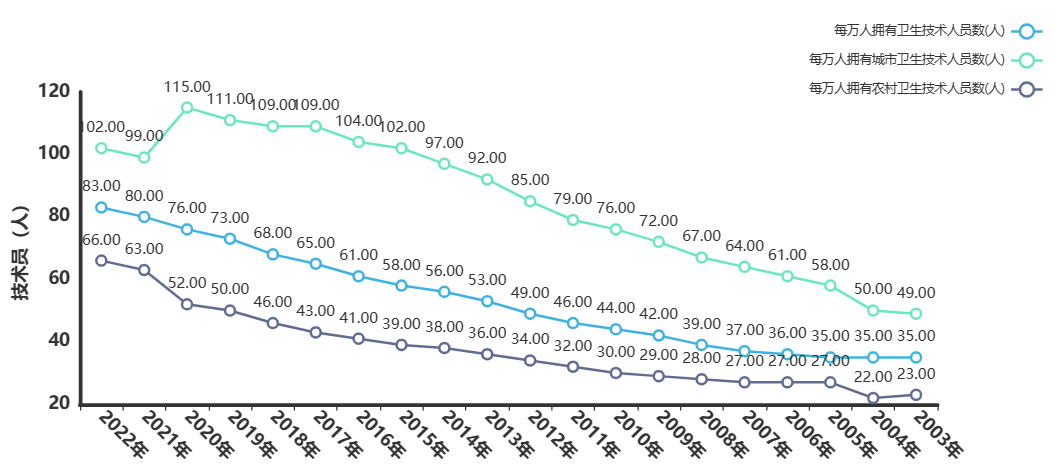 每万人拥有卫生技术人员数(人)
每万人拥有城市卫生技术人员数(人)
每万人拥有农村卫生技术人员数(人)
技术员（人）
120
100
80
60
40
20
102.00 99.00 115.00 111.00 109.00 109.00 104.00 102.00 97.00 92.00 85.00 79.00 76.00 72.00 67.00 64.00 61.00 58.00 50.00 49.00
83.00 80.00 76.00 73.00 68.00 65.00 61.00 58.00 56.00 53.00 49.00 46.00 44.00 42.00 39.00 37.00 36.00 35.00 35.00 35.00
66.00 63.00 52.00 50.00 46.00 43.00 41.00 39.00 38.00 36.00 34.00 32.00 30.00 29.00 28.00 27.00 27.00 27.00 22.00 23.00
2022年 2021年 2020年 2019年 2018年 2017年 2016年 2015年 2014年 2013年 2012年 2011年 2010年 2009年 2008年 2007年 2006年 2005年 2004年 2003年